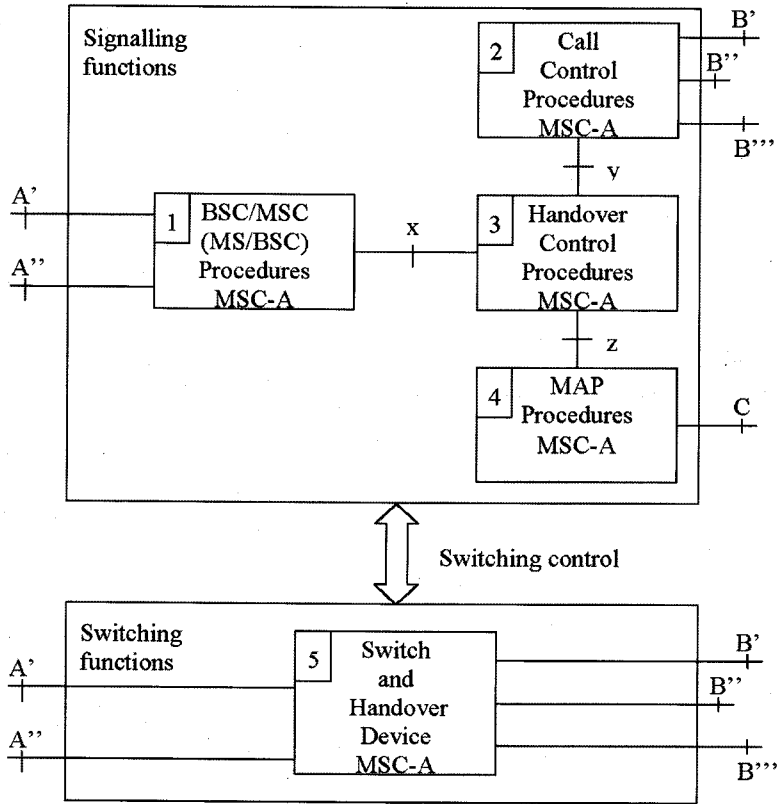 Signalling
functions
2
Call
Control
Procedures
MSC-A
B'
B''
B'''
y
A'
A''
1
BSC/MSC
(MS/BSC)
Procedures
MSC-A
x
3
Handover
Control
Procedures
MSC-A
z
4
MAP
Procedures
MSC-A
C
Switching control
Switching
functions
A'
A''
5
Switch
and
Handover
Device
MSC-A
B'
B''
B'''